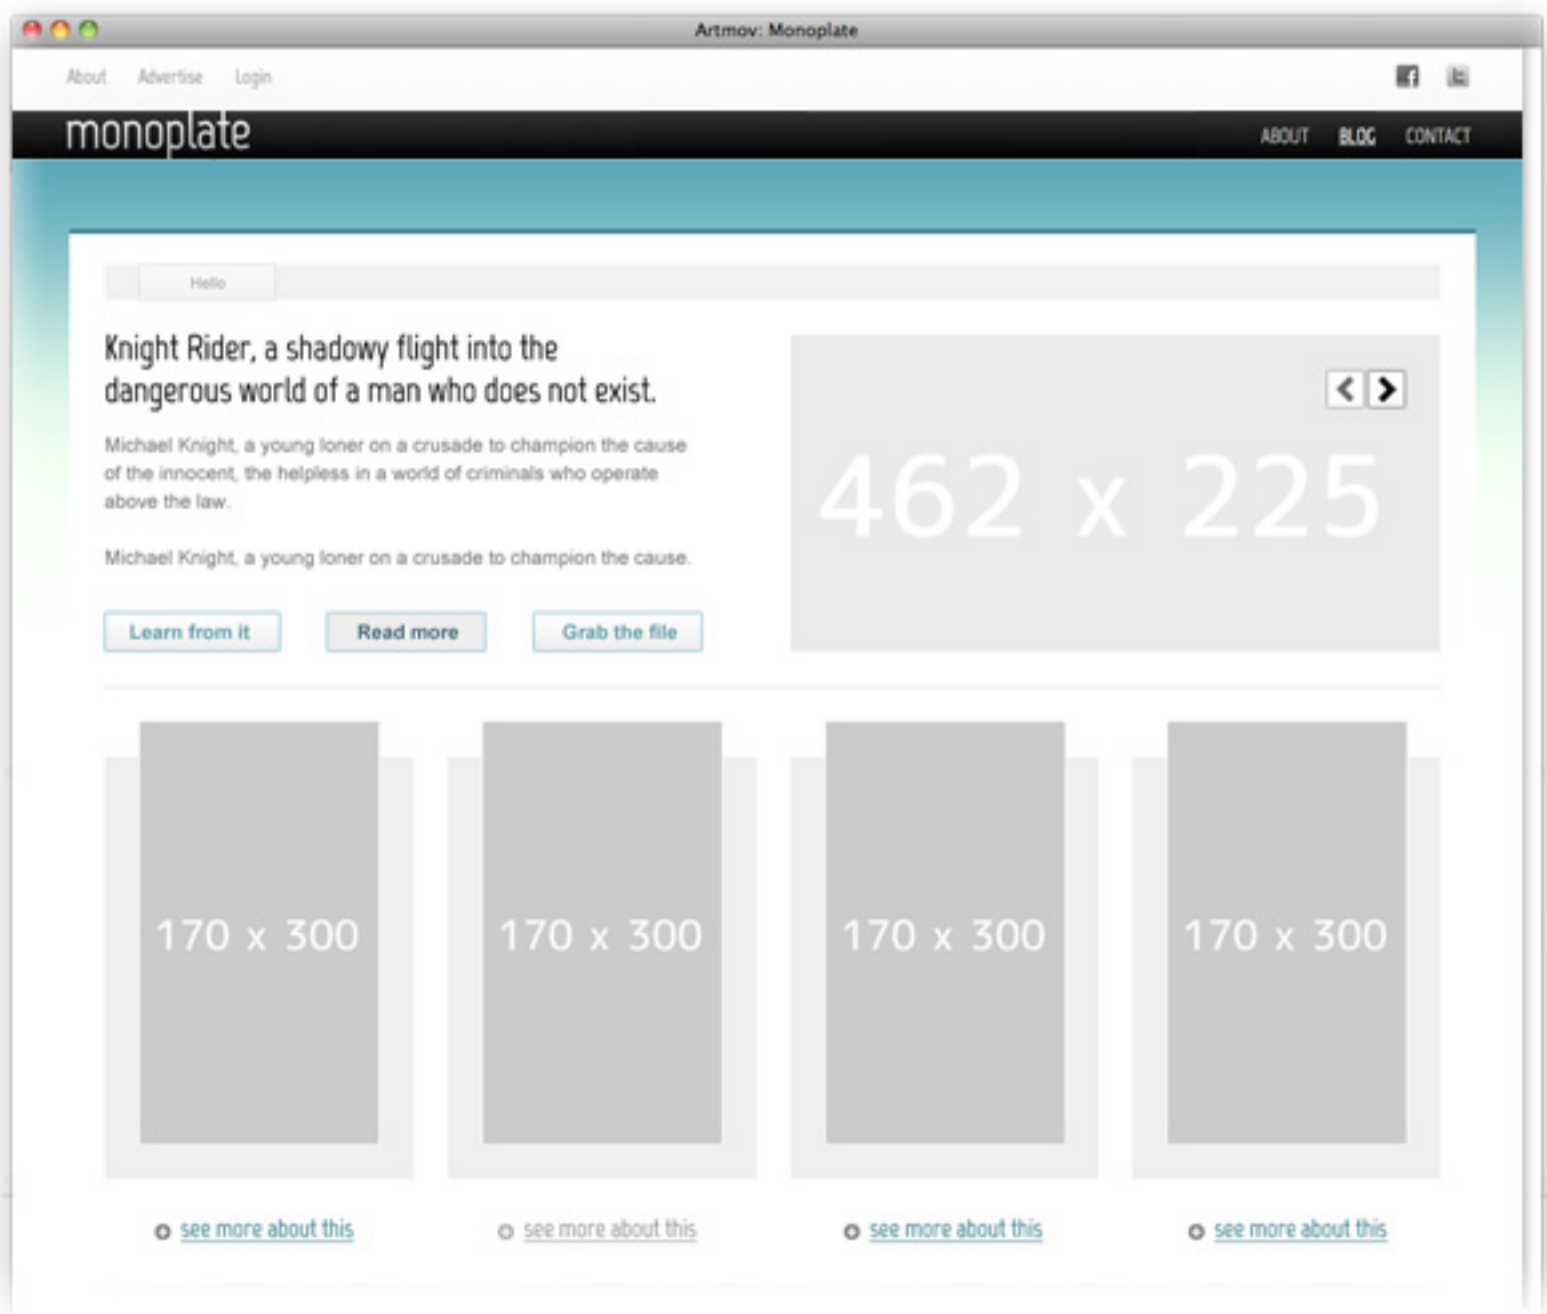 Artmov: Monoplate
About Advertise Login
monoplate
ABOUT BLOG CONTACT
Hello
Knight Rider, a shadowy flight into the
dangerous world of a man who does not exist.
Michael Knight, a young loner on a crusade to champion the cause
of the innocent, the helpless in a world of criminals who operate
above the law.
Michael Knight, a young loner on a crusade to champion the cause.
Learn from it Read more Grab the file
462 x 225
170 x 300 170 x 300 170 x 300 170 x 300
see more about this see more about this see more about this see more about this